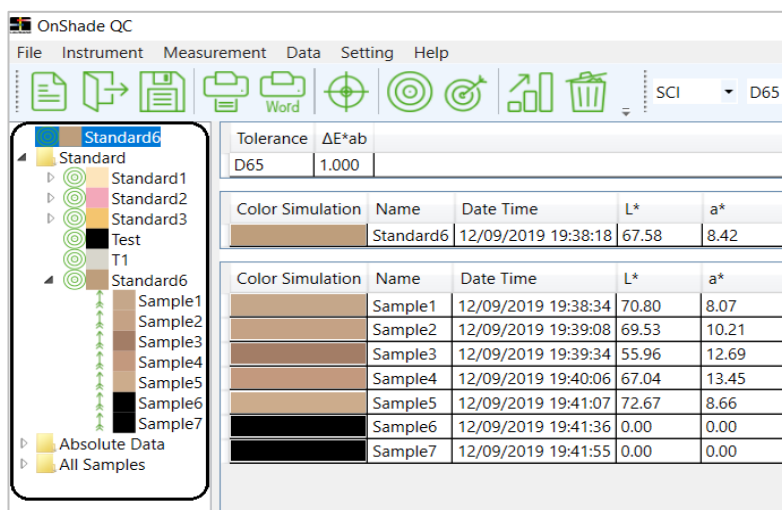 OnShade QC
File Instrument Measurement Data Setting Help
Word SCI D65
Standard6
Standard
Standard1
Standard2
Standard3
Test
T1
Standard6
Sample1
Sample2
Sample3
Sample4
Sample5
Sample6
Sample7
Absolute Data
All Samples
Tolerance ΔE*ab
D65 1.000
Color Simulation Name Date Time L* a*
Standard6 12/09/2019 19:38:18 67.58 8.42
Color Simulation Name Date Time L* a*
Sample1 12/09/2019 19:38:34 70.80 8.07
Sample2 12/09/2019 19:39:08 69.53 10.21
Sample3 12/09/2019 19:39:34 55.96 12.69
Sample4 12/09/2019 19:40:06 67.04 13.45
Sample5 12/09/2019 19:41:07 72.67 8.66
Sample6 12/09/2019 19:41:36 0.00 0.00
Sample7 12/09/2019 19:41:55 0.00 0.00